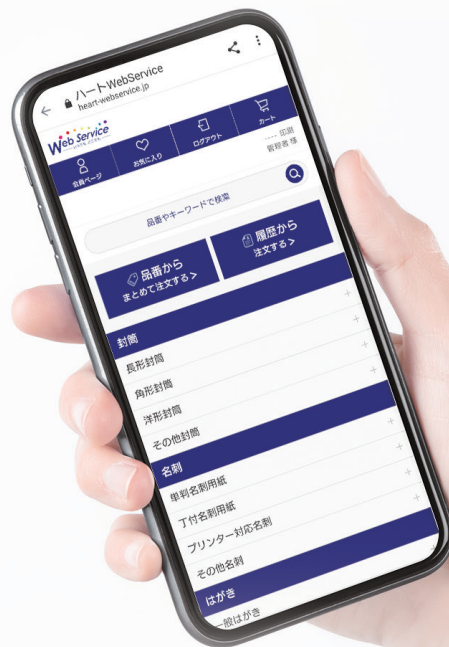 ハートWebService
heart-webservice.jp
Web Service
会員ページ
お気に入り
ログアウト
カート
印刷
管理者 様
品番やキーワードで検索
品番から
まとめて注文する >
履歴から
注文する >
封筒
長形封筒
角形封筒
洋形封筒
その他封筒
名刺
単料名刺用紙
丁付名刺用紙
プリンター対応名刺
その他名刺
はがき
一般はがき